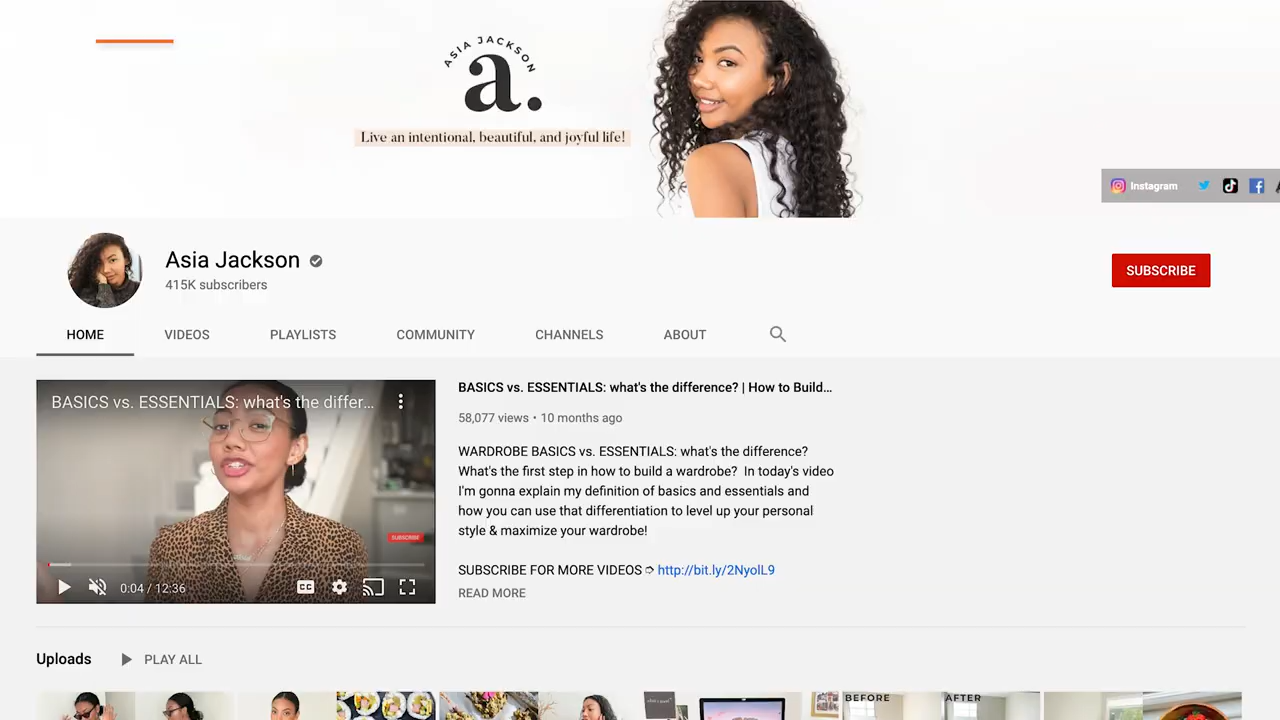 ASIA JACKSON
a.
Live an intentional, beautiful, and joyful life!
Instagram
Asia Jackson
415K subscribers
SUBSCRIBE
HOME
VIDEOS
PLAYLISTS
COMMUNITY
CHANNELS
ABOUT
BASICS vs. ESSENTIALS: what's the differ...
SUBSCRIBE
CC
0:04 / 12:36
BASICS vs. ESSENTIALS: what's the difference? | How to Build...
58,077 views • 10 months ago
WARDROBE BASICS vs. ESSENTIALS: what's the difference?
What's the first step in how to build a wardrobe? In today's video
I'm gonna explain my definition of basics and essentials and
how you can use that differentiation to level up your personal
style & maximize your wardrobe!
SUBSCRIBE FOR MORE VIDEOS ➮ http://bit.ly/2NyolL9
READ MORE
Uploads
PLAY ALL
BEFORE
AFTER